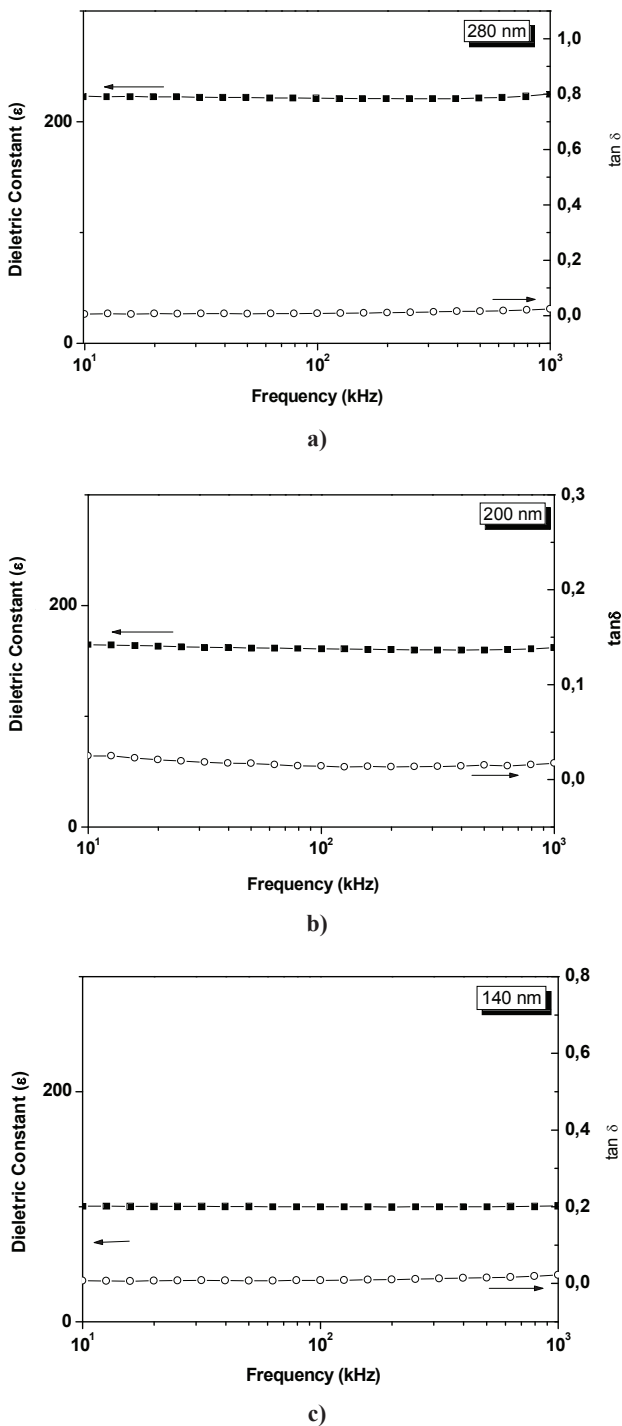 280 nm
1,0
0,8
0,6
0,4
0,2
0,0
200
0
Dieletric Constant (ε)
tan δ
10¹
10²
10³
Frequency (kHz)
a)
200 nm
0,3
0,2
0,1
0,0
200
0
Dieletric Constant (ε)
tanδ
10¹
10²
10³
Frequency (kHz)
b)
140 nm
0,8
0,6
0,4
0,2
0,0
200
0
Dieletric Constant (ε)
tan δ
10¹
10²
10³
Frequency (kHz)
c)